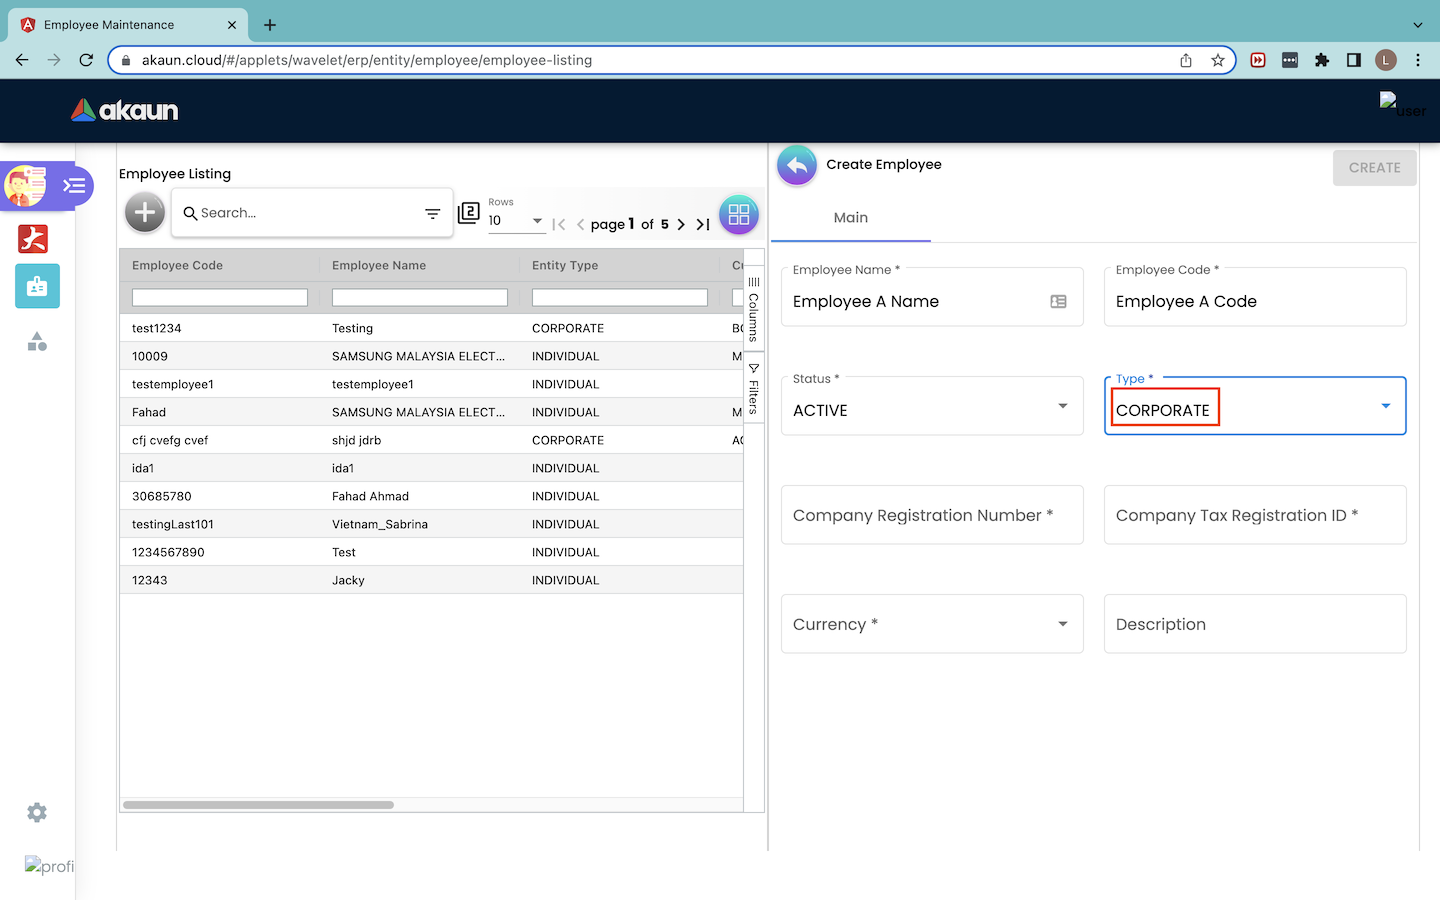 Employee Maintenance
akaun.cloud/#/applets/wavelet/erp/entity/employee/employee-listing
L
akaun
user
Employee Listing
Search...
2
Rows
10
page 1 of 5
Employee Code Employee Name Entity Type
Columns
Filters
test1234 Testing CORPORATE
10009 SAMSUNG MALAYSIA ELECT... INDIVIDUAL
testemployee1 testemployee1 INDIVIDUAL
Fahad SAMSUNG MALAYSIA ELECT... INDIVIDUAL
cfj cvefg cvef shjd jdrb CORPORATE
ida1 ida1 INDIVIDUAL
30685780 Fahad Ahmad INDIVIDUAL
testingLast101 Vietnam_Sabrina INDIVIDUAL
1234567890 Test INDIVIDUAL
12343 Jacky INDIVIDUAL
profi
Create Employee
CREATE
Main
Employee Name *
Employee A Name
Employee Code *
Employee A Code
Status *
ACTIVE
Type *
CORPORATE
Company Registration Number *
Company Tax Registration ID *
Currency *
Description